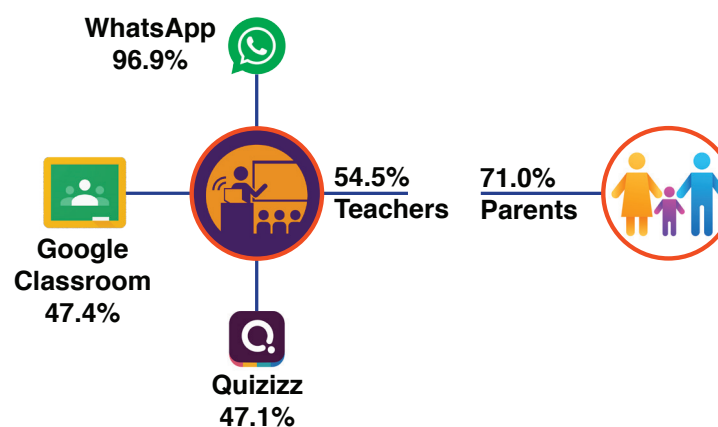 WhatsApp
96.9%
54.5%
Teachers
71.0%
Parents
Google
Classroom
47.4%
Quizizz
47.1%